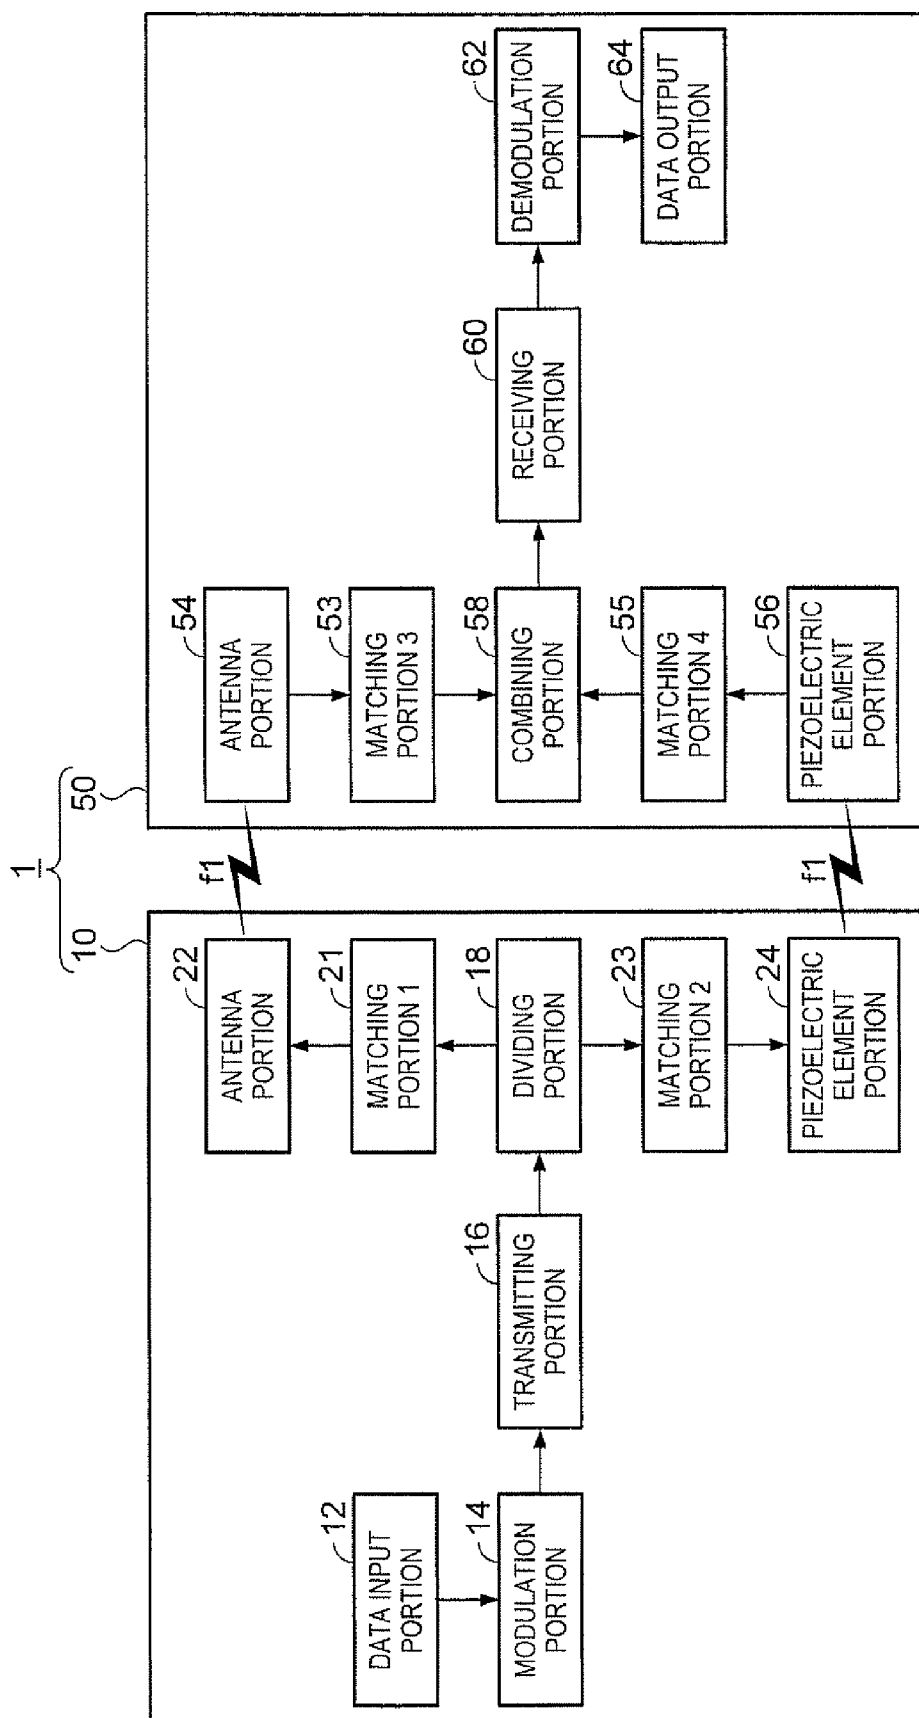 1
10
50
12
DATA INPUT
PORTION
14
MODULATION
PORTION
16
TRANSMITTING
PORTION
22
ANTENNA
PORTION
21
MATCHING
PORTION 1
18
DIVIDING
PORTION
23
MATCHING
PORTION 2
24
PIEZOELECTRIC
ELEMENT
PORTION
f1
f1
54
ANTENNA
PORTION
53
MATCHING
PORTION 3
58
COMBINING
PORTION
55
MATCHING
PORTION 4
56
PIEZOELECTRIC
ELEMENT
PORTION
60
RECEIVING
PORTION
62
DEMODULATION
PORTION
64
DATA OUTPUT
PORTION